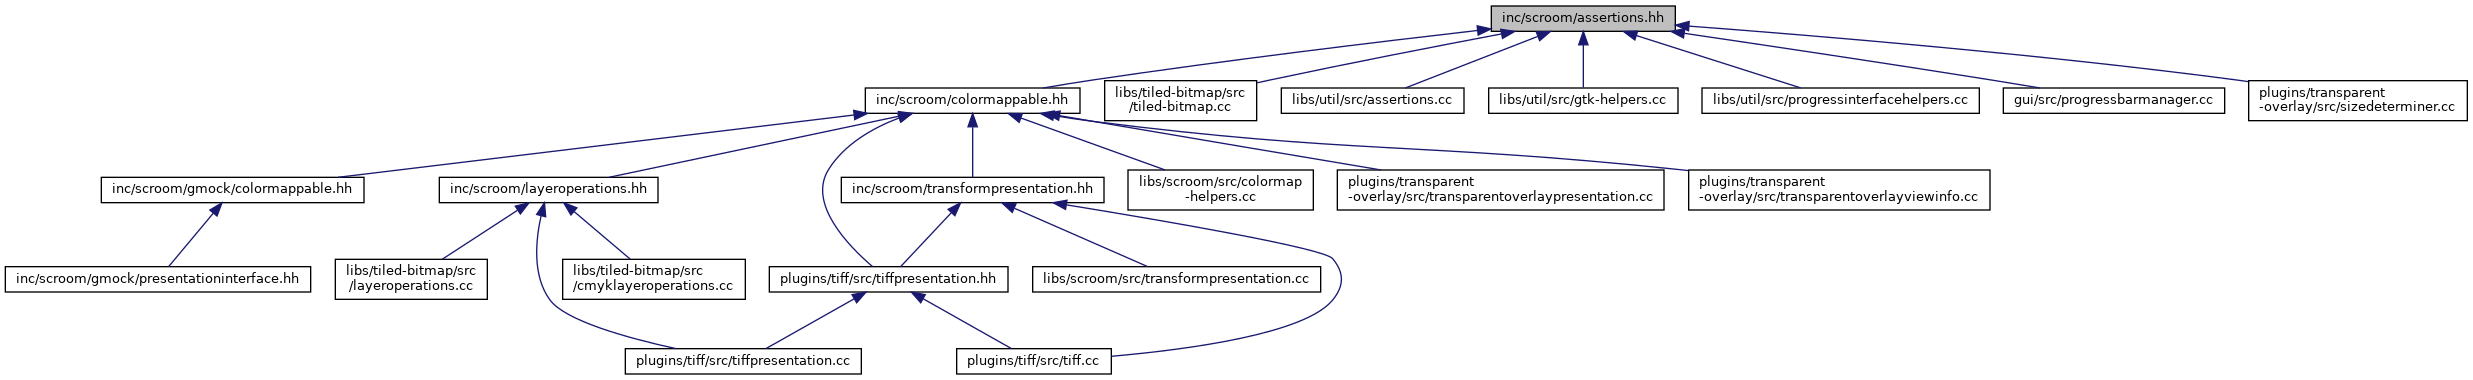 inc/scroom/assertions.hh
inc/scroom/colormappable.hh
libs/tiled-bitmap/src
/tiled-bitmap.cc
libs/util/src/assertions.cc
libs/util/src/gtk-helpers.cc
libs/util/src/progressinterfacehelpers.cc
gui/src/progressbarmanager.cc
plugins/transparent
-overlay/src/sizedeterminer.cc
inc/scroom/gmock/colormappable.hh
inc/scroom/layeroperations.hh
inc/scroom/transformpresentation.hh
libs/scroom/src/colormap
-helpers.cc
plugins/transparent
-overlay/src/transparentoverlaypresentation.cc
plugins/transparent
-overlay/src/transparentoverlayviewinfo.cc
inc/scroom/gmock/presentationinterface.hh
libs/tiled-bitmap/src
/layeroperations.cc
libs/tiled-bitmap/src
/cmyklayeroperations.cc
plugins/tiff/src/tiffpresentation.hh
libs/scroom/src/transformpresentation.cc
plugins/tiff/src/tiffpresentation.cc
plugins/tiff/src/tiff.cc